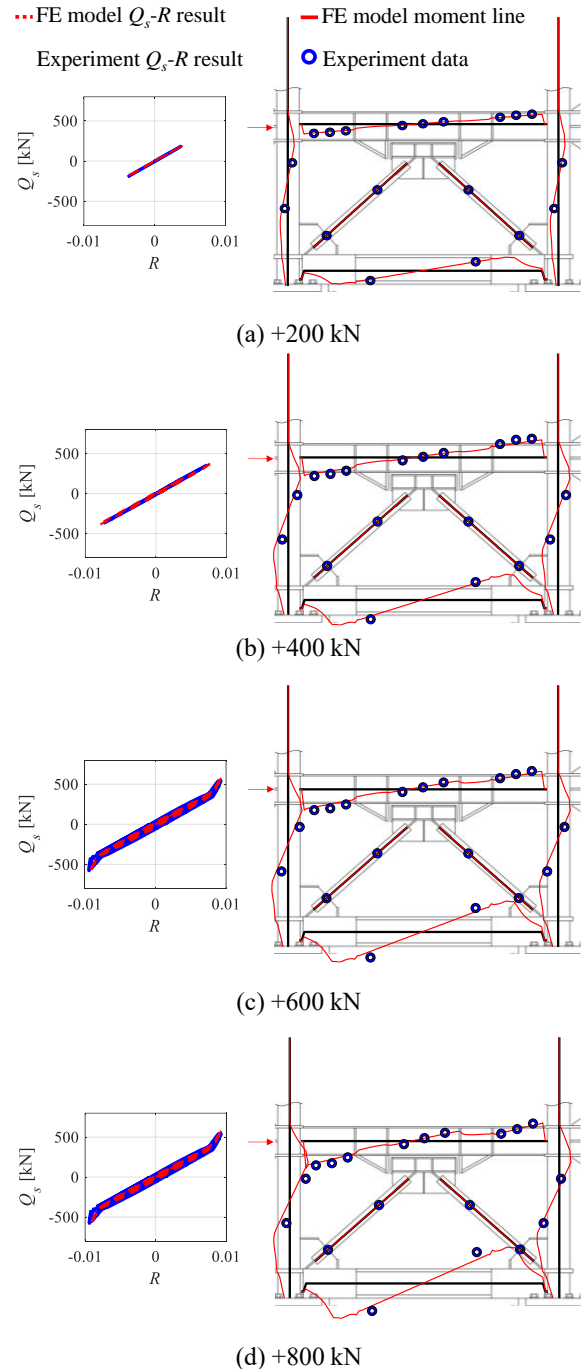 FE model Qs-R result
FE model moment line
Experiment Qs-R result
Experiment data
500
0
-500
Qs [kN]
-0.01 0 0.01
R
(a) +200 kN
500
0
-500
Qs [kN]
-0.01 0 0.01
R
(b) +400 kN
500
0
-500
Qs [kN]
-0.01 0 0.01
R
(c) +600 kN
500
0
-500
Qs [kN]
-0.01 0 0.01
R
(d) +800 kN